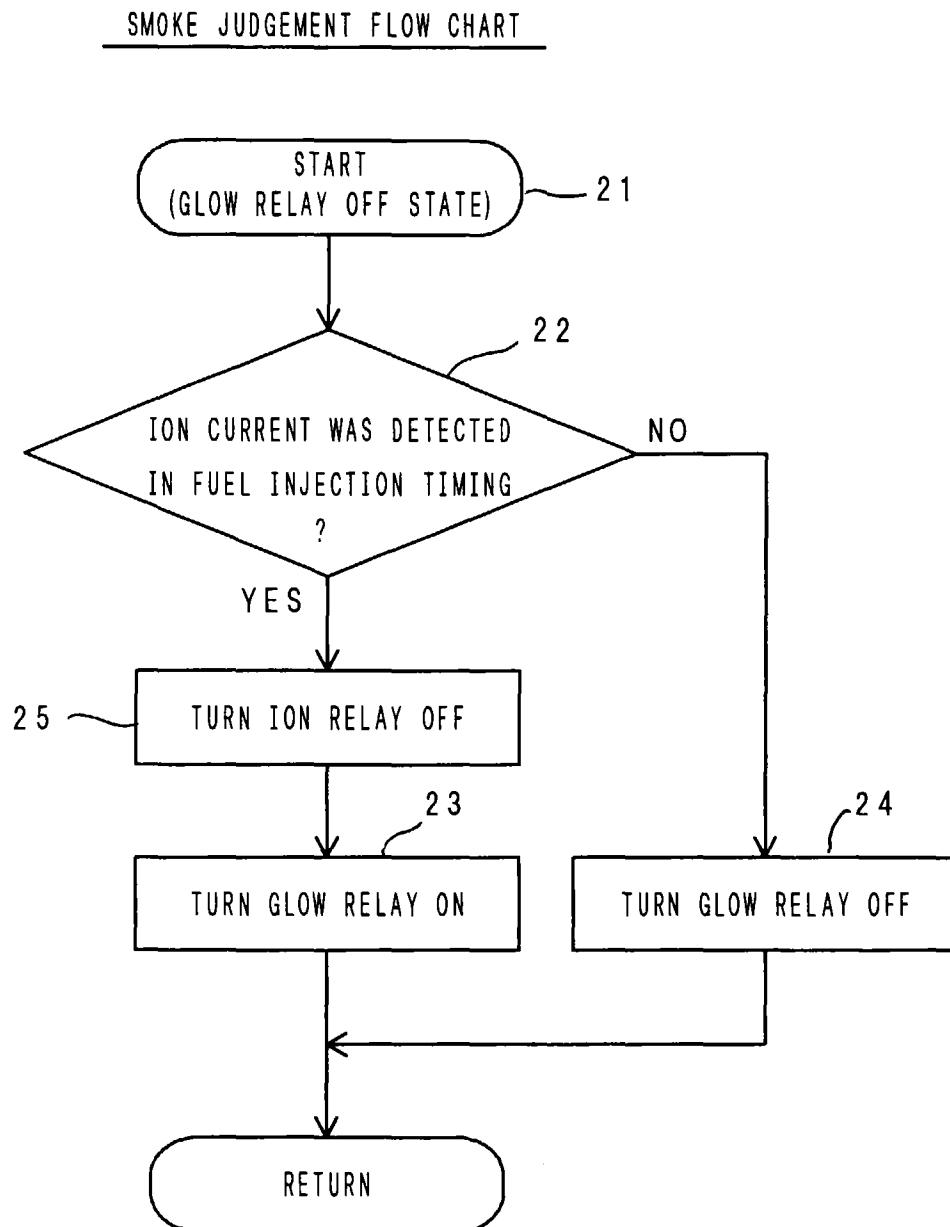 SMOKE JUDGEMENT FLOW CHART
START
(GLOW RELAY OFF STATE)
21
22
ION CURRENT WAS DETECTED
IN FUEL INJECTION TIMING
?
NO
YES
25
TURN ION RELAY OFF
23
24
TURN GLOW RELAY ON
TURN GLOW RELAY OFF
RETURN